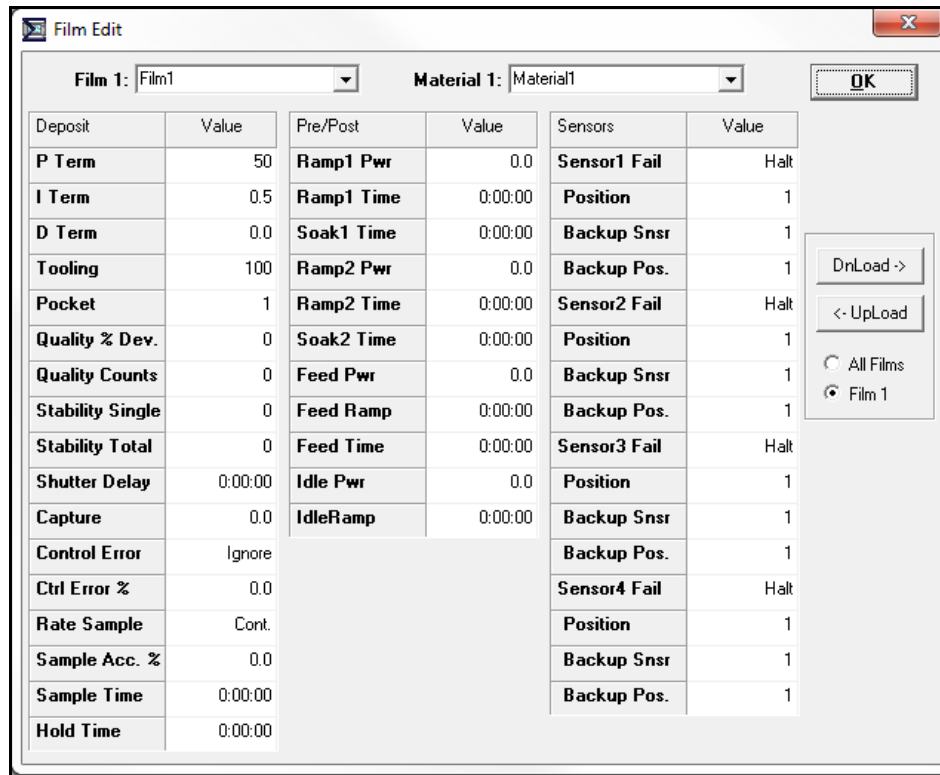 Film Edit
Film 1: Film1 Material 1: Material1 OK
Deposit Value Pre/Post Value Sensors Value
P Term 50 Ramp1 Pwr 0.0 Sensor1 Fail Halt
I Term 0.5 Ramp1 Time 0:00:00 Position 1
D Term 0.0 Soak1 Time 0:00:00 Backup Snsr 1
Tooling 100 Ramp2 Pwr 0.0 Backup Pos. 1 DnLoad ->
Pocket 1 Ramp2 Time 0:00:00 Sensor2 Fail Halt <- UpLoad
Quality % Dev. 0 Soak2 Time 0:00:00 Position 1
Quality Counts 0 Feed Pwr 0.0 Backup Snsr 1 All Films
Stability Single 0 Feed Ramp 0:00:00 Backup Pos. 1 Film 1
Stability Total 0 Feed Time 0:00:00 Sensor3 Fail Halt
Shutter Delay 0:00:00 Idle Pwr 0.0 Position 1
Capture 0.0 IdleRamp 0:00:00 Backup Snsr 1
Control Error Ignore Backup Pos. 1
Ctrl Error % 0.0 Sensor4 Fail Halt
Rate Sample Cont. Position 1
Sample Acc. % 0.0 Backup Snsr 1
Sample Time 0:00:00 Backup Pos. 1
Hold Time 0:00:00